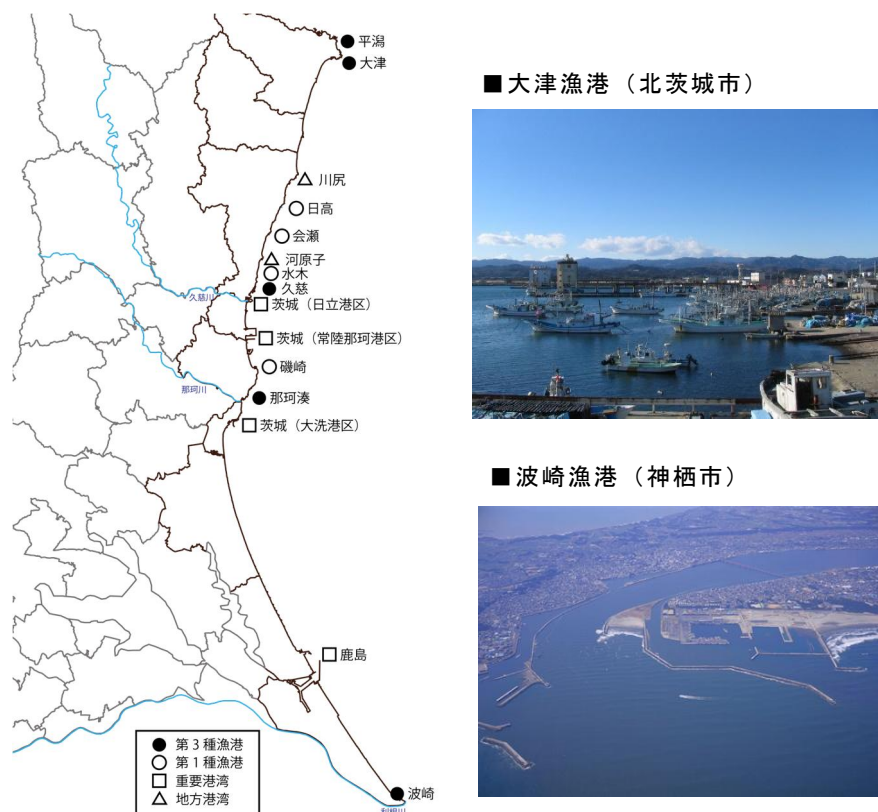 平潟
大津
川尻
日高
会瀬
河原子
水木
久慈
久慈川
茨城（日立港区）
茨城（常陸那珂港区）
磯崎
那珂川
那珂湊
茨城（大洗港区）
鹿島
波崎
利根川
第３種漁港
第１種漁港
重要港湾
地方港湾
■大津漁港（北茨城市）
■波崎漁港（神栖市）